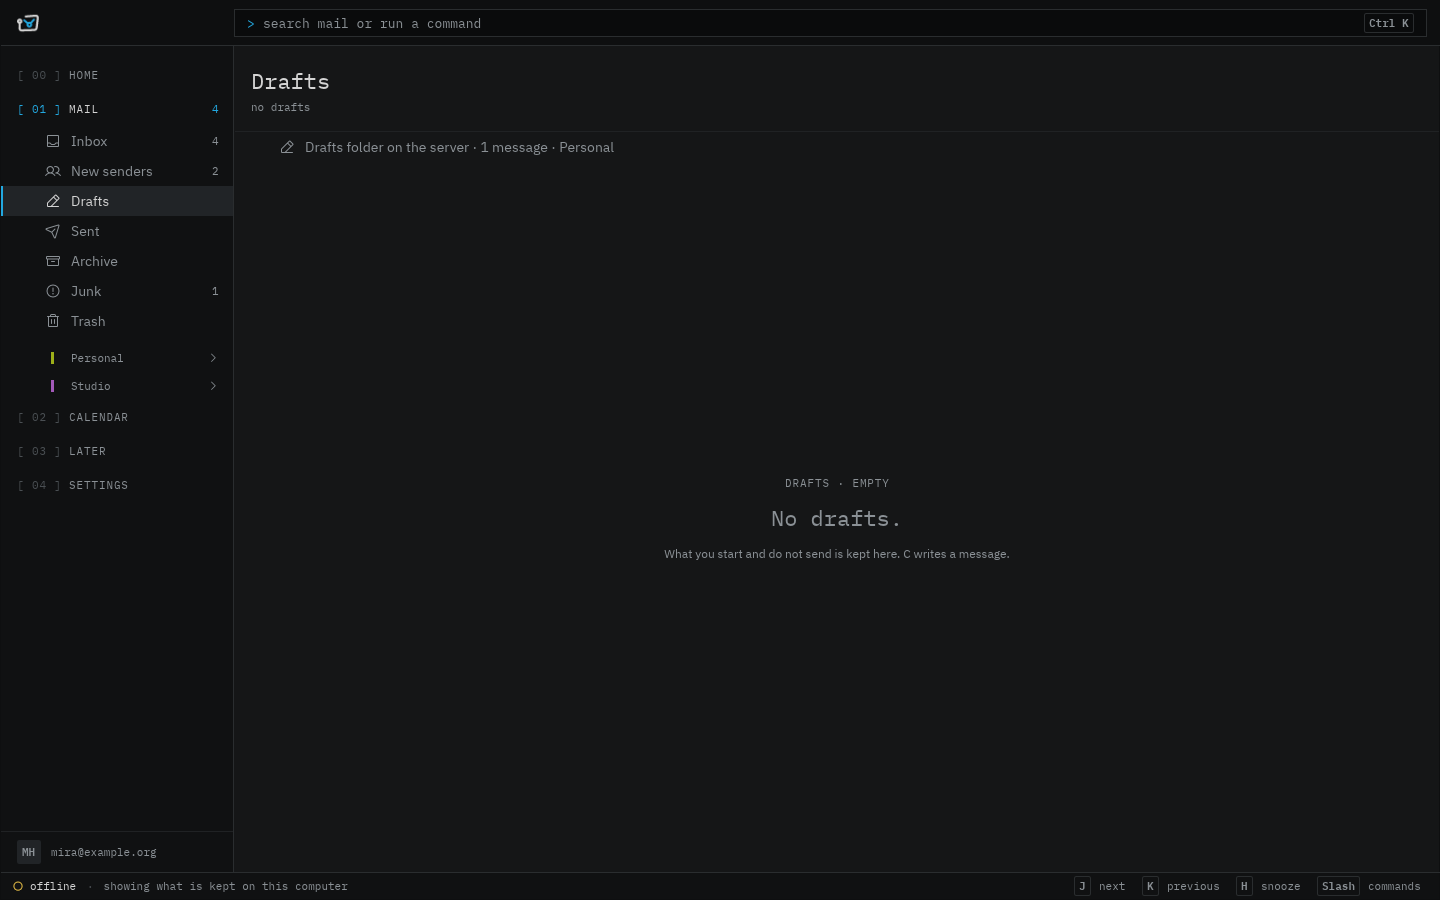 > search mail or run a command Ctrl K
[ 00 ] HOME
[ 01 ] MAIL 4
Inbox 4
New senders 2
Drafts
Sent
Archive
Junk 1
Trash
Personal
Studio
[ 02 ] CALENDAR
[ 03 ] LATER
[ 04 ] SETTINGS
MH mira@example.org
Drafts
no drafts
Drafts folder on the server · 1 message · Personal
DRAFTS · EMPTY
No drafts.
What you start and do not send is kept here. C writes a message.
offline · showing what is kept on this computer
J next K previous H snooze Slash commands